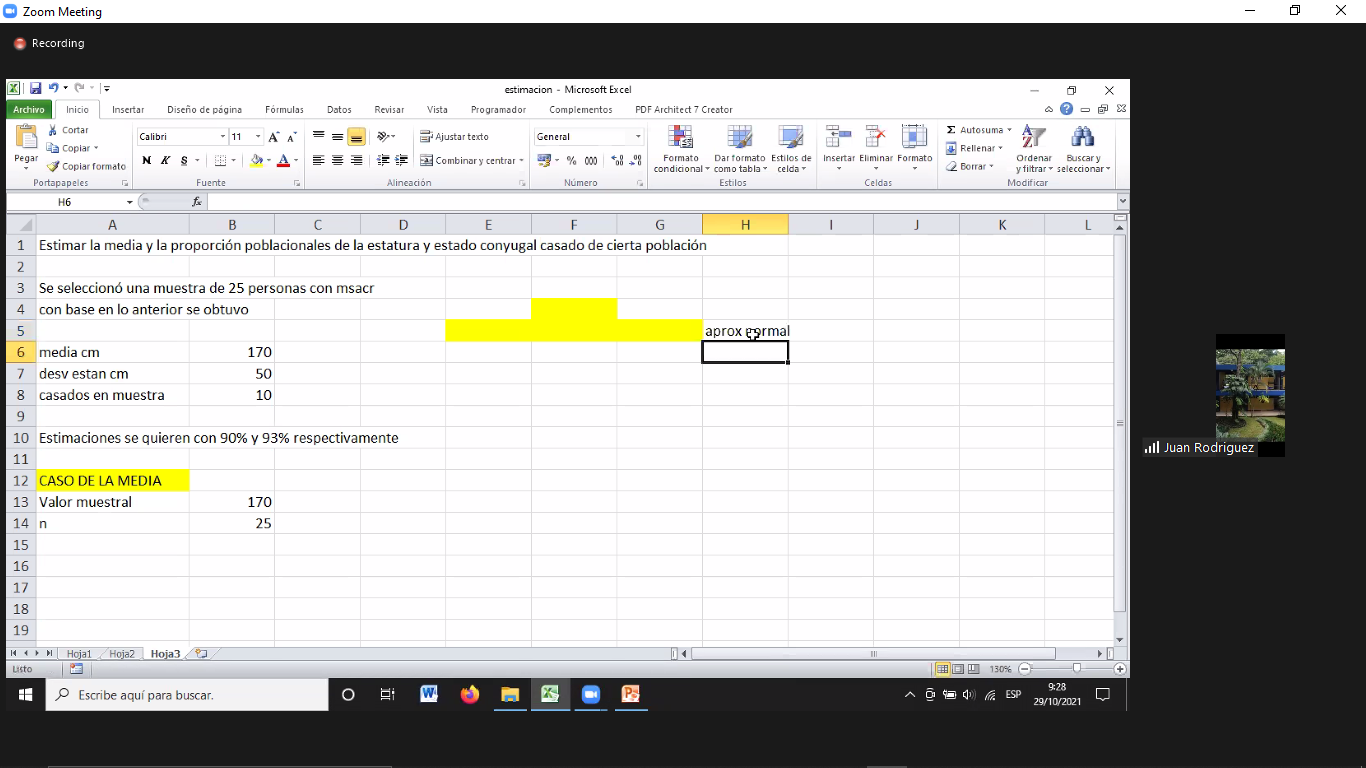 Zoom Meeting
Recording
estimacion - Microsoft Excel
Archivo Inicio Insertar Diseño de página Fórmulas Datos Revisar Vista Programador Complementos PDF Architect 7 Creator
Pegar
Cortar
Copiar
Copiar formato
Portapapeles
Calibri 11
N K S
Fuente
Ajustar texto
Combinar y centrar
Alineación
General
% 000
Número
Formato condicional
Dar formato como tabla
Estilos de celda
Estilos
Insertar Eliminar Formato
Celdas
Autosuma
Rellenar
Borrar
Ordenar y filtrar
Buscar y seleccionar
Modificar
H6 fx
A B C D E F G H I J K L
1 Estimar la media y la proporción poblacionales de la estatura y estado conyugal casado de cierta población
2
3 Se seleccionó una muestra de 25 personas con msacr
4 con base en lo anterior se obtuvo
5 aprox normal
6 media cm 170
7 desv estan cm 50
8 casados en muestra 10
9
10 Estimaciones se quieren con 90% y 93% respectivamente
11
12 CASO DE LA MEDIA
13 Valor muestral 170
14 n 25
15
16
17
18
19
Hoja1 Hoja2 Hoja3
Listo 130%
Juan Rodriguez
Escribe aquí para buscar.
ESP
9:28
29/10/2021